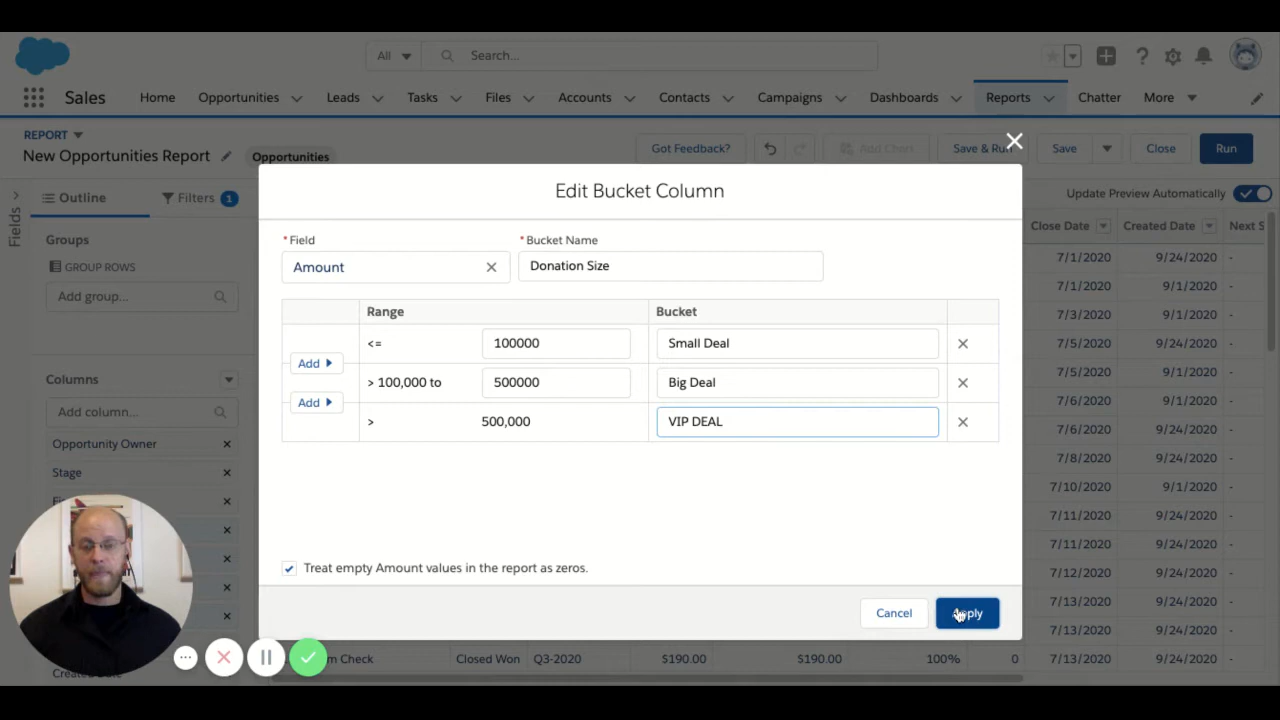 All
Search...
Sales
Home
Opportunities
Leads
Tasks
Files
Accounts
Contacts
Campaigns
Dashboards
Reports
Chatter
More
REPORT
New Opportunities Report
Opportunities
Got Feedback?
Add Chart
Save & Run
Save
Close
Run
Fields
Outline
Filters 1
Update Preview Automatically
Groups
GROUP ROWS
Add group...
Columns
Add column...
Opportunity Owner
Stage
Edit Bucket Column
* Field
* Bucket Name
Amount
Donation Size
Range
Bucket
<= 100000 Small Deal
Add
> 100,000 to 500000 Big Deal
Add
> 500,000 VIP DEAL
Treat empty Amount values in the report as zeros.
Cancel
Apply
Close Date Created Date Next S
7/1/2020 9/24/2020 -
7/1/2020 9/1/2020 -
7/3/2020 9/1/2020 -
7/5/2020 9/24/2020 -
7/5/2020 9/1/2020 -
7/6/2020 9/1/2020 -
7/6/2020 9/24/2020 -
7/8/2020 9/24/2020 -
7/10/2020 9/1/2020 -
7/11/2020 9/24/2020 -
7/11/2020 9/24/2020 -
7/12/2020 9/24/2020 -
7/13/2020 9/24/2020 -
7/13/2020 9/24/2020 -
m Check Closed Won Q3-2020 $190.00 $190.00 100% 0 7/13/2020 9/24/2020 -